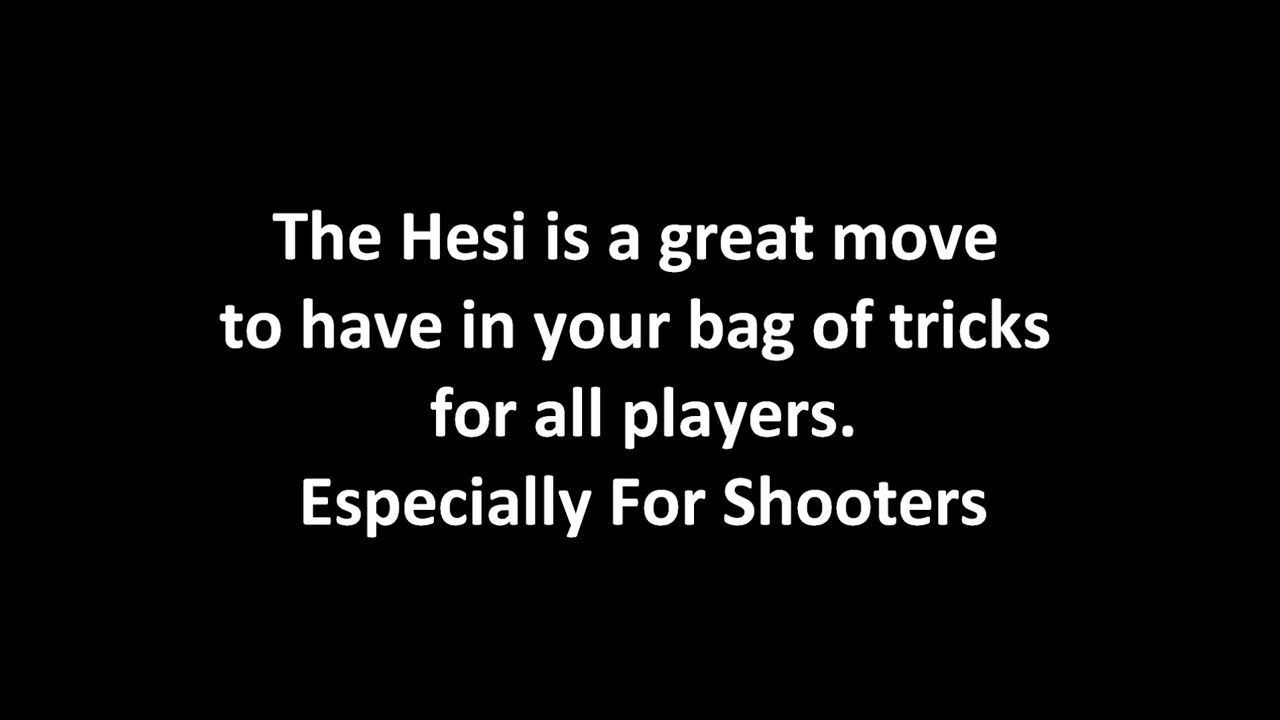 The Hesi is a great move
to have in your bag of tricks
for all players.
Especially For Shooters